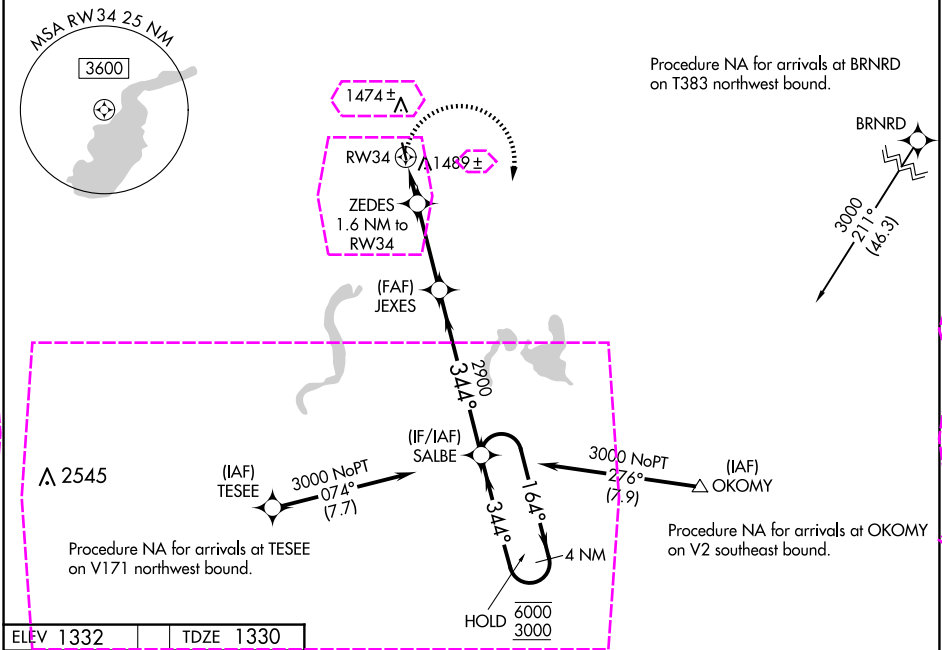 MSA RW34 25 NM
3600
Procedure NA for arrivals at BRNRD
on T383 northwest bound.
1474 ±
BRNRD
RW34
1489 ±
3000
211°
(46.3)
ZEDES
1.6 NM to
RW34
(FAF)
JEXES
2900
344°
(IF/IAF)
SALBE
2545
(IAF)
TESEE
3000 NoPT
074°
(7.7)
3000 NoPT
276°
(7.9)
(IAF)
OKOMY
344°
164°
Procedure NA for arrivals at OKOMY
on V2 southeast bound.
Procedure NA for arrivals at TESEE
on V171 northwest bound.
4 NM
HOLD
6000
3000
ELEV 1332
TDZE 1330